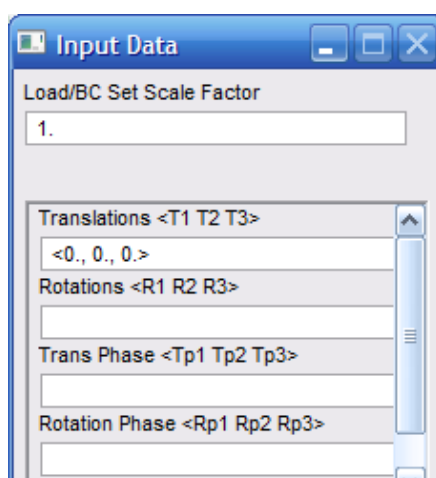 Input Data
Load/BC Set Scale Factor
1.
Translations <T1 T2 T3>
<0., 0., 0.>
Rotations <R1 R2 R3>
Trans Phase <Tp1 Tp2 Tp3>
Rotation Phase <Rp1 Rp2 Rp3>